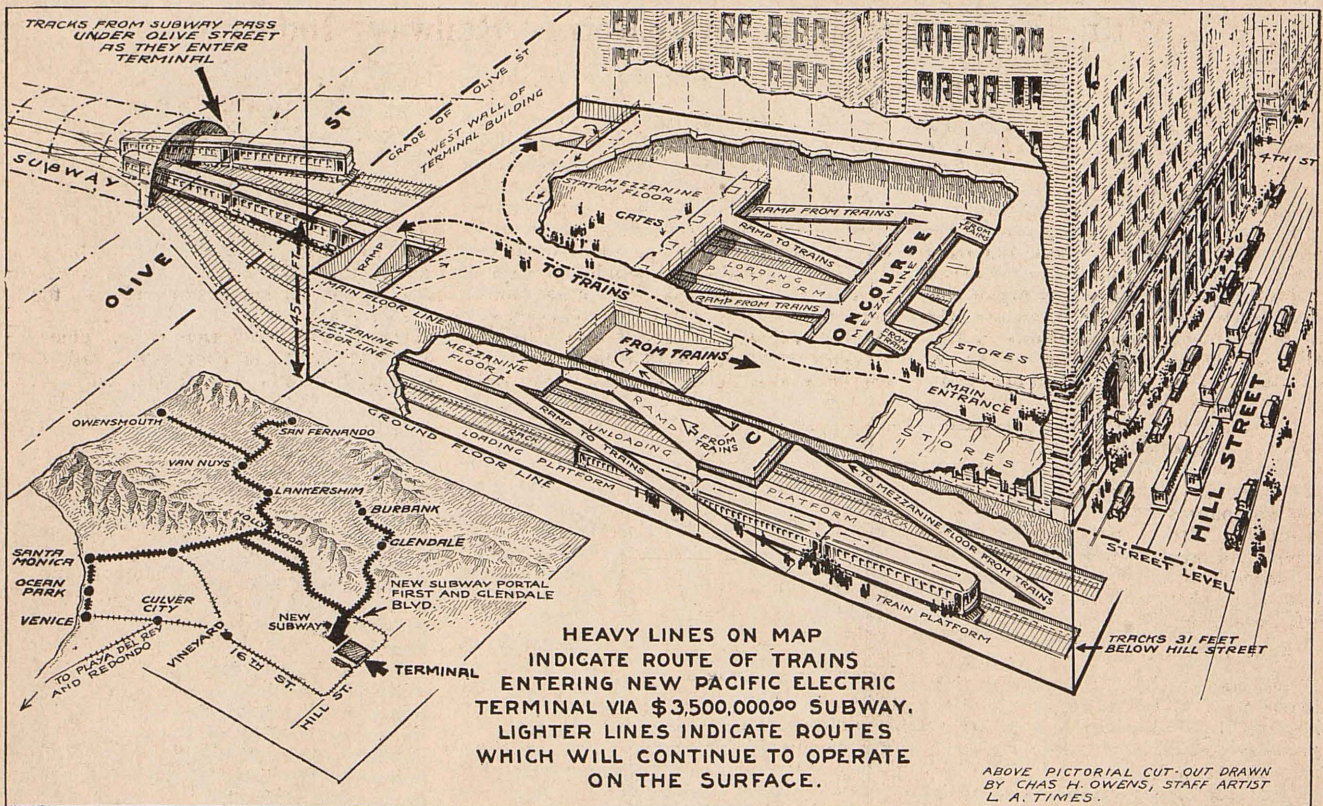 TRACKS FROM SUBWAY PASS
UNDER OLIVE STREET
AS THEY ENTER
TERMINAL
SUBWAY
OLIVE
ST
GRADE OF OLIVE ST
WEST WALL OF
TERMINAL BUILDING
45 FT.
RAMP
MAIN FLOOR LINE
MEZZANINE
FLOOR LINE
GROUND FLOOR LINE
MEZZANINE
STATION FLOOR
GATES
RAMP FROM TRAINS
RAMP TO TRAINS
LOADING
PLATFORM
RAMP FROM TRAINS
FROM
TRAINS
CONCOURSE
MEZZANINE
FROM
TRAINS
TO TRAINS
FROM TRAINS
STORES
MAIN
ENTRANCE
STORES
MEZZANINE
FLOOR
TRACK
LOADING PLATFORM
RAMP TO TRAINS
UNLOADING
PLATFORM
RAMPS
FROM
TRAINS
TRACK
TO MEZZANINE FLOOR FROM TRAINS
TRAIN PLATFORM
4TH ST
HILL STREET
STREET LEVEL
TRACKS 31 FEET
BELOW HILL STREET
OWENSMOUTH
SAN FERNANDO
VAN NUYS
LANKERSHIM
BURBANK
HOLLYWOOD
GLENDALE
SANTA
MONICA
OCEAN
PARK
VENICE
CULVER
CITY
NEW SUBWAY PORTAL
FIRST AND GLENDALE
BLVD.
NEW
SUBWAY
TO PLAYA DEL REY
AND REDONDO
VINEYARD
16TH ST.
HILL ST.
TERMINAL
HEAVY LINES ON MAP
INDICATE ROUTE OF TRAINS
ENTERING NEW PACIFIC ELECTRIC
TERMINAL VIA $3,500,000.00 SUBWAY.
LIGHTER LINES INDICATE ROUTES
WHICH WILL CONTINUE TO OPERATE
ON THE SURFACE.
ABOVE PICTORIAL CUT-OUT DRAWN
BY CHAS H. OWENS, STAFF ARTIST
L. A. TIMES.